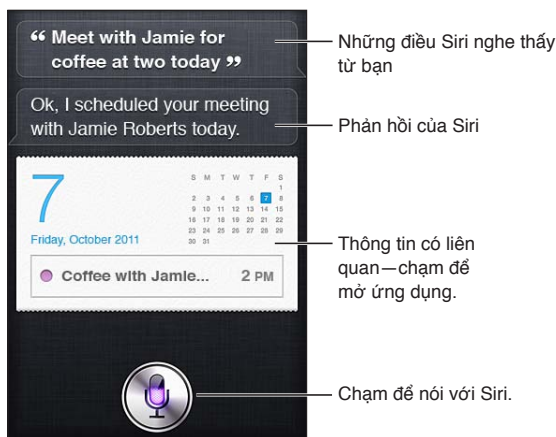 “ Meet with Jamie for
coffee at two today ”
Những điều Siri nghe thấy
từ bạn
Ok, I scheduled your meeting
with Jamie Roberts today.
Phản hồi của Siri
7
Friday, October 2011
S M T W T F S
1
2 3 4 5 6 7 8
9 10 11 12 13 14 15
16 17 18 19 20 21 22
23 24 25 26 27 28 29
30 31
Coffee with Jamie... 2 PM
Thông tin có liên
quan—chạm để
mở ứng dụng.
Chạm để nói với Siri.